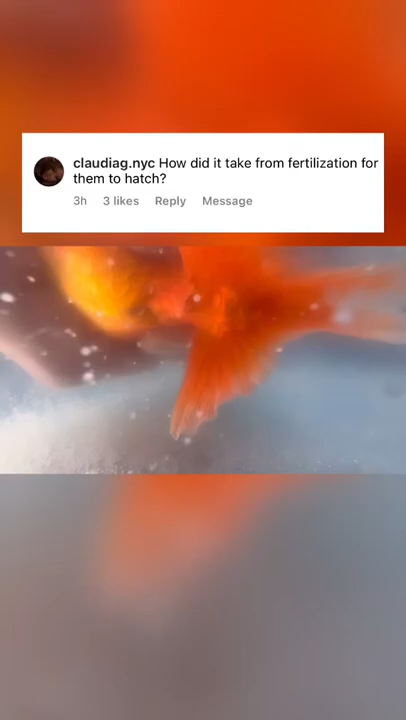 claudiag.nyc How did it take from fertilization for
them to hatch?
3h 3 likes Reply Message